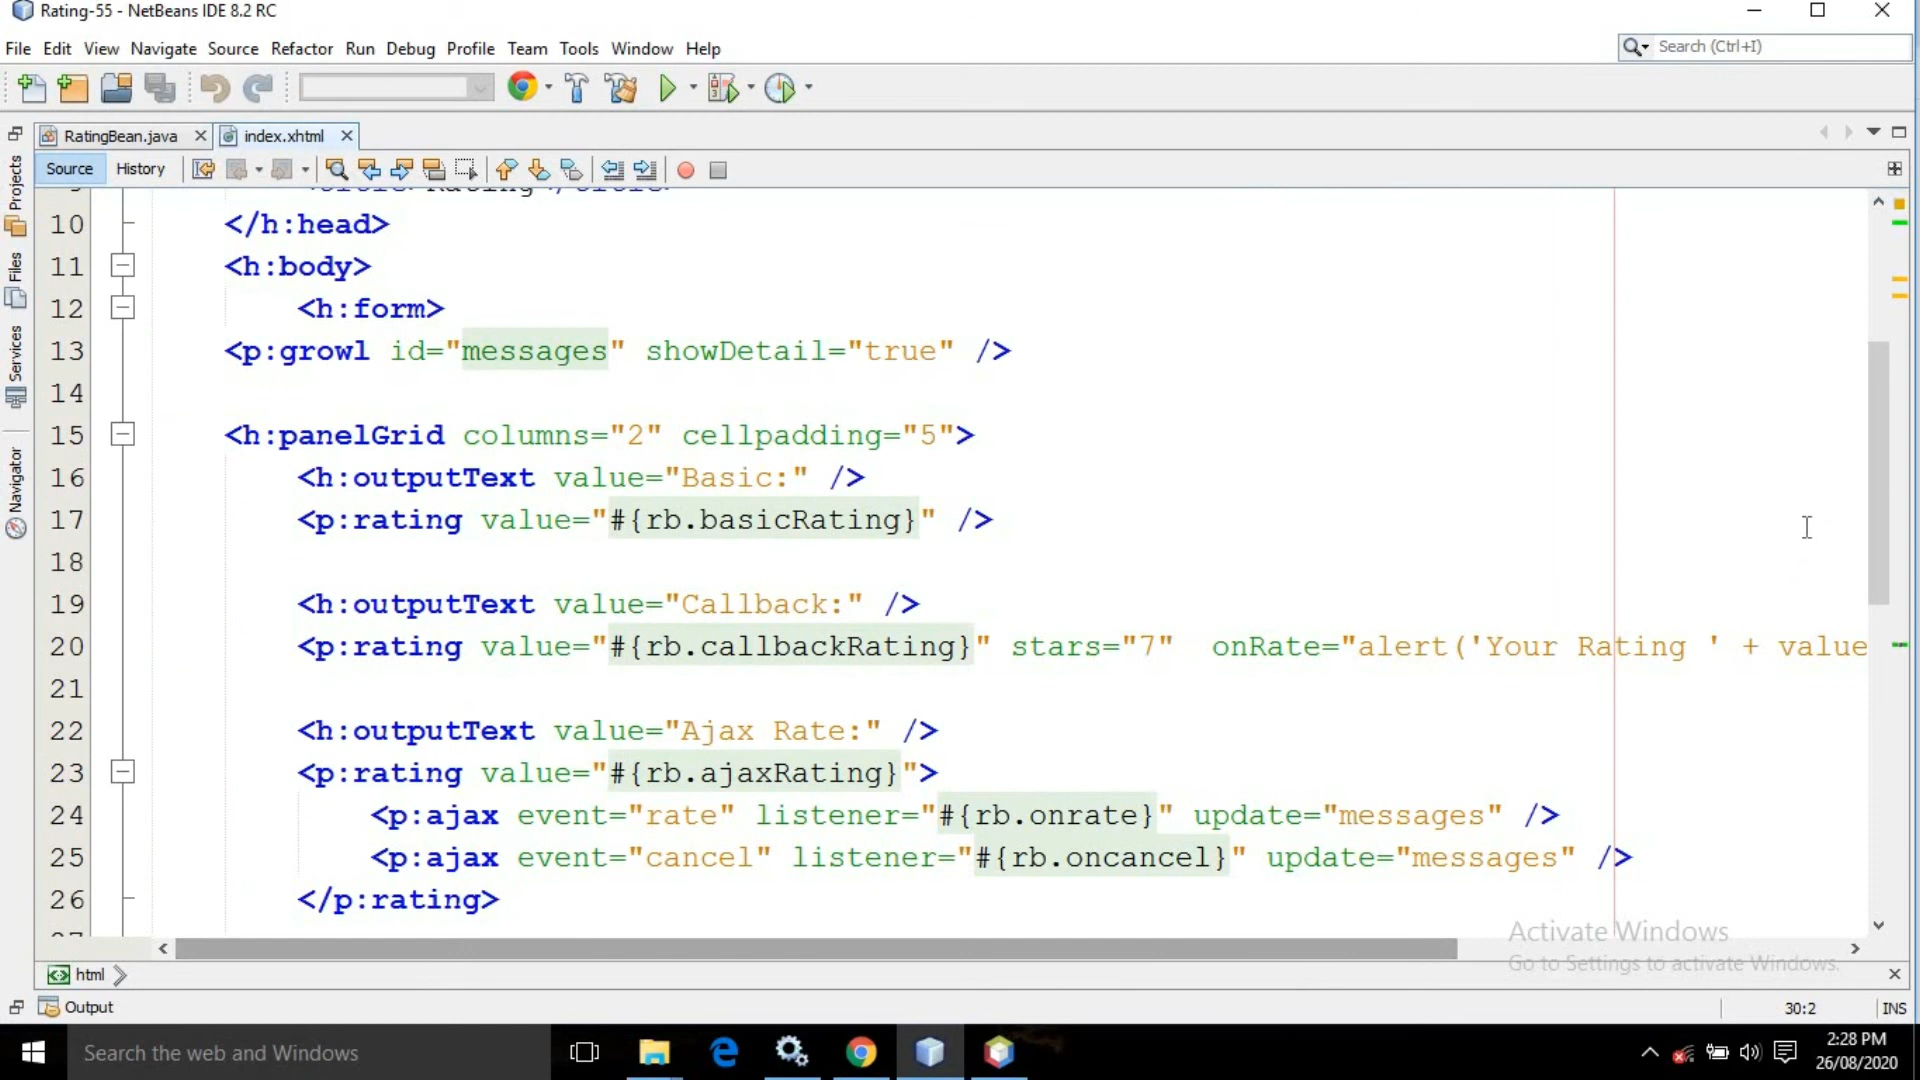 Rating-55 - NetBeans IDE 8.2 RC
File Edit View Navigate Source Refactor Run Debug Profile Team Tools Window Help
Search (Ctrl+I)
RatingBean.java index.xhtml
Source History
Projects
Files
Services
Navigator
10 </h:head>
11 <h:body>
12 <h:form>
13 <p:growl id="messages" showDetail="true" />
14
15 <h:panelGrid columns="2" cellpadding="5">
16 <h:outputText value="Basic:" />
17 <p:rating value="#{rb.basicRating}" />
18
19 <h:outputText value="Callback:" />
20 <p:rating value="#{rb.callbackRating}" stars="7"  onRate="alert('Your Rating ' + value
21
22 <h:outputText value="Ajax Rate:" />
23 <p:rating value="#{rb.ajaxRating}">
24 <p:ajax event="rate" listener="#{rb.onrate}" update="messages" />
25 <p:ajax event="cancel" listener="#{rb.oncancel}" update="messages" />
26 </p:rating>
Activate Windows
Go to Settings to activate Windows.
html
Output
30:2 INS
Search the web and Windows
2:28 PM
26/08/2020